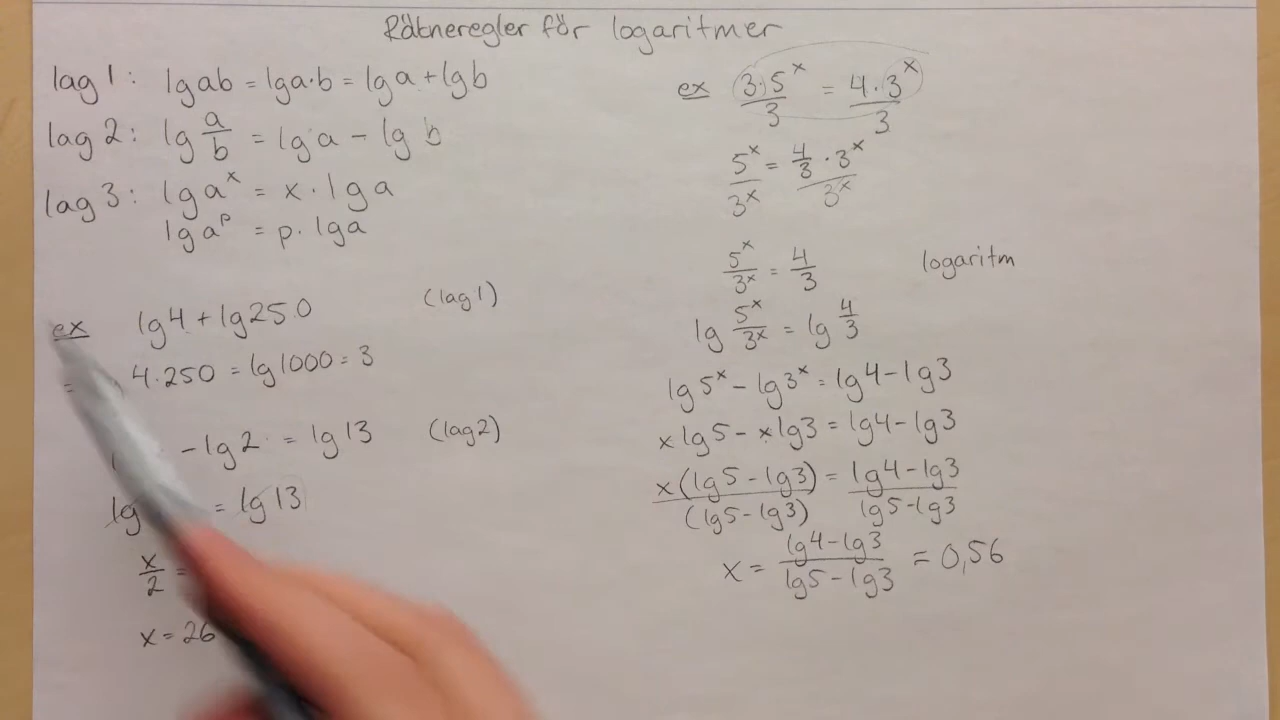 Räkneregler för logaritmer
lag 1: lg ab = lg a·b = lg a + lg b
lag 2: lg a/b = lg a - lg b
lag 3: lg a^x = x · lg a
lg a^p = p · lg a
ex lg 4 + lg 250 (lag 1)
= 4·250 = lg 1000 = 3
- lg 2 = lg 13 (lag 2)
lg = lg 13
x/2 =
x = 26
ex 3·5^x/3 = 4·3^x/3
5^x/3^x = 4/3 · 3^x/3^x
5^x/3^x = 4/3 logaritm
lg 5^x/3^x = lg 4/3
lg 5^x - lg 3^x = lg 4 - lg 3
x lg 5 - x lg 3 = lg 4 - lg 3
x(lg 5 - lg 3)/(lg 5 - lg 3) = lg 4 - lg 3/lg 5 - lg 3
x = lg 4 - lg 3/lg 5 - lg 3 = 0,56